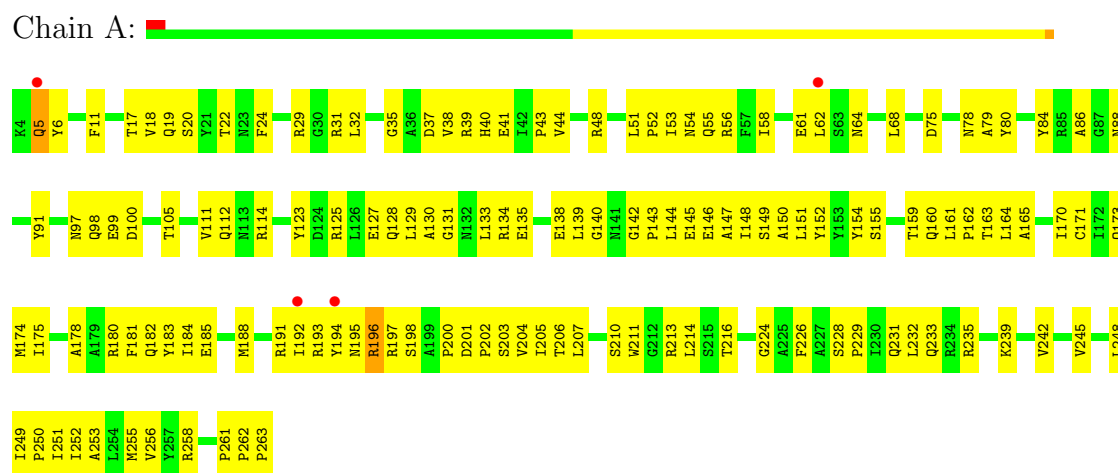 Chain A:
K4 Q5 Y6 F11 T17 V18 Q19 S20 Y21 T22 N23 F24 R29 G30 R31 L32 G35 A36 D37 V38 R39 H40 E41 I42 P43 V44 R48 L51 P52 I53 N54 Q55 R56 F57 I58 E61 L62 S63 N64 L68 D75 N78 A79 Y80 Y84 R85 A86 G87 N88
Y91 N97 Q98 E99 D100 T105 V111 Q112 N113 R114 Y123 D124 R125 L126 E127 Q128 L129 A130 G131 N132 L133 R134 E135 E138 L139 G140 N141 G142 P143 L144 E145 E146 A147 I148 S149 A150 L151 Y152 Y153 Y154 S155 T159 Q160 L161 P162 T163 L164 A165 I170 C171 I172
M174 I175 A178 A179 R180 F181 Q182 Y183 I184 E185 M188 R191 I192 R193 Y194 N195 R196 R197 S198 A199 P200 D201 P202 S203 V204 I205 T206 L207 S210 W211 G212 R213 L214 S215 T216 G224 A225 F226 A227 S228 P229 I230 Q231 L232 Q233 R234 R235 K239 V242 V245
I249 P250 I251 I252 A253 L254 M255 V256 Y257 R258 P261 P262 P263